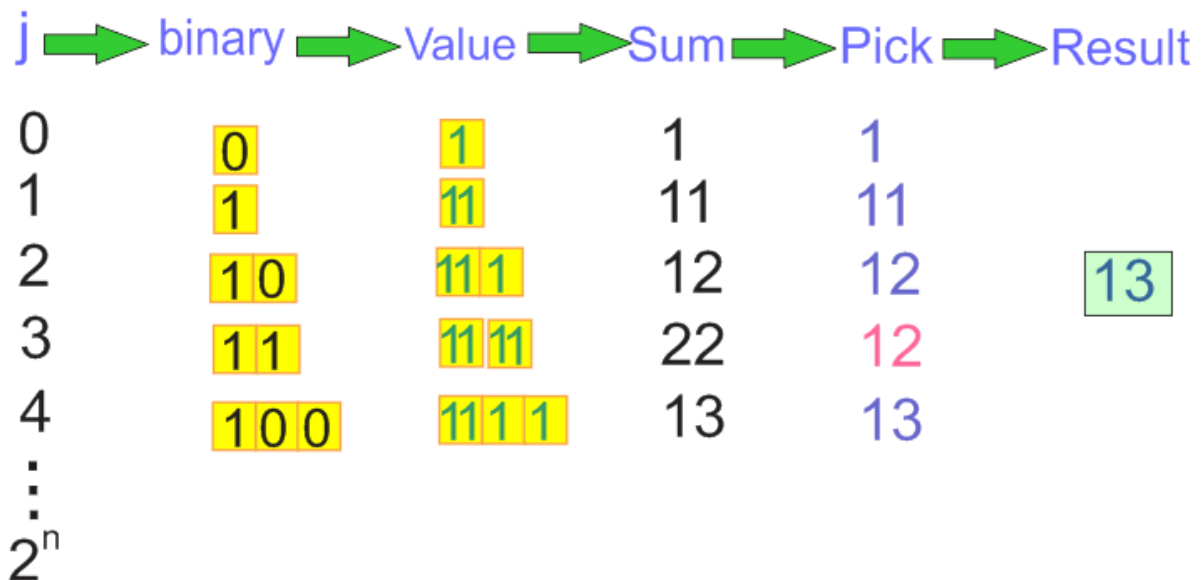 j binary Value Sum Pick Result
0 0 1 1 1
1 1 11 11 11
2 1 0 11 1 12 12 13
3 1 1 11 11 22 12
4 1 0 0 11 1 1 13 13
⋮
2ⁿ